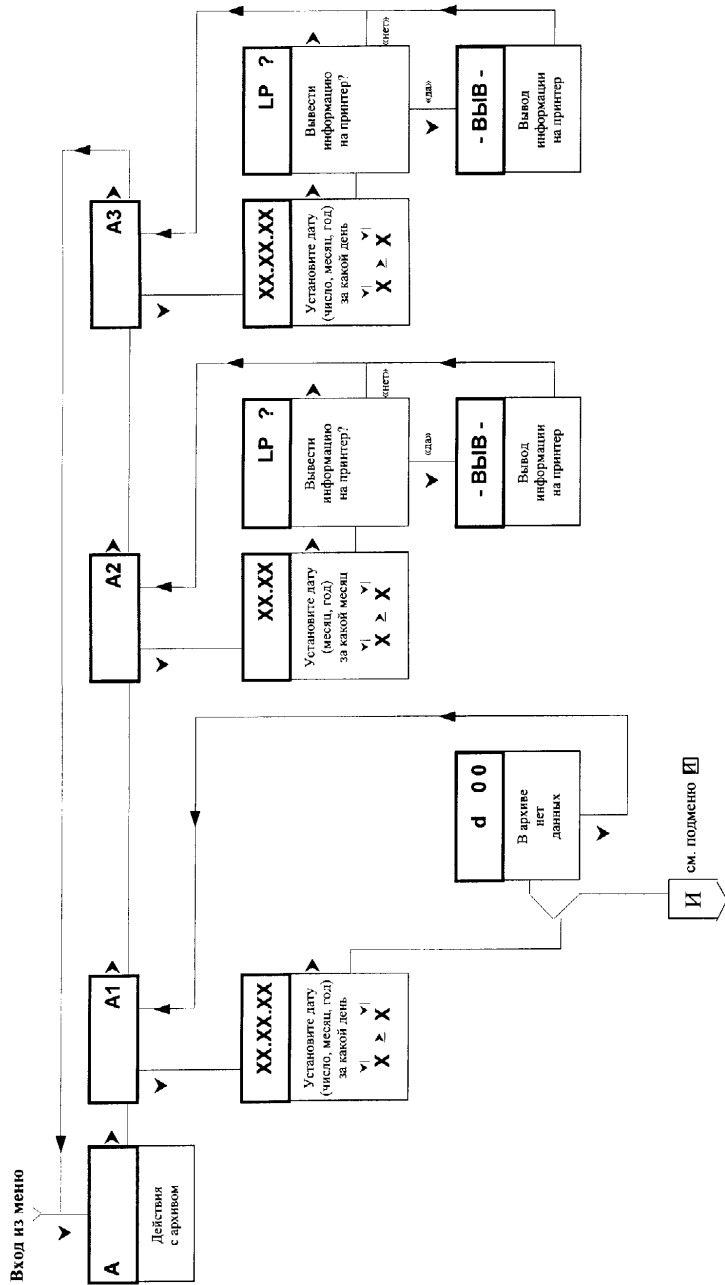 Вход из меню
A
Действия
с архивом
A1
XX.XX.XX
Установите дату
(число, месяц, год)
за какой день
X ≥ X
d 0 0
В архиве
нет
данных
И
см. подменю И
A2
XX.XX
Установите дату
(месяц, год)
за какой месяц
X ≥ X
LP ?
Вывести
информацию
на принтер?
«нет»
«да»
- ВЫВ -
Вывод
информации
на принтер
A3
XX.XX.XX
Установите дату
(число, месяц, год)
за какой день
X ≥ X
LP ?
Вывести
информацию
на принтер?
«нет»
«да»
- ВЫВ -
Вывод
информации
на принтер